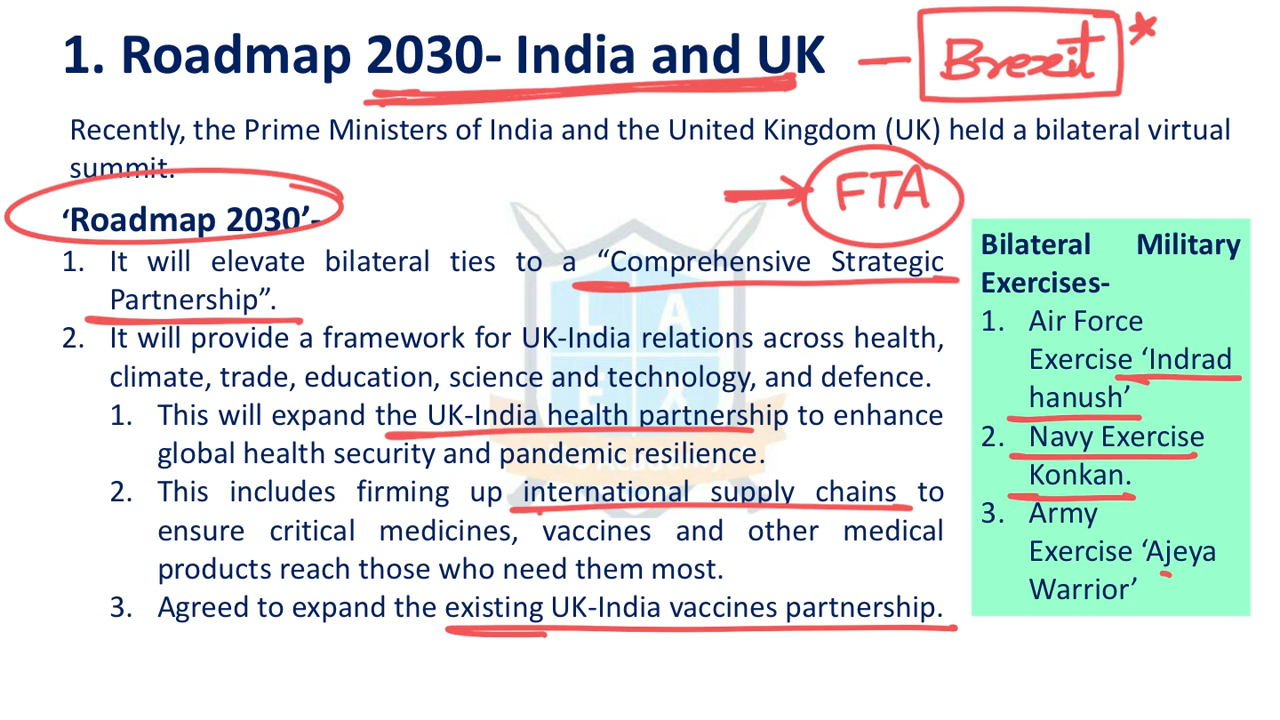 1. Roadmap 2030- India and UK — Brexit *
Recently, the Prime Ministers of India and the United Kingdom (UK) held a bilateral virtual
summit.
FTA
‘Roadmap 2030’-
1. It will elevate bilateral ties to a “Comprehensive Strategic
Partnership”.
2. It will provide a framework for UK-India relations across health,
climate, trade, education, science and technology, and defence.
1. This will expand the UK-India health partnership to enhance
global health security and pandemic resilience.
2. This includes firming up international supply chains to
ensure critical medicines, vaccines and other medical
products reach those who need them most.
3. Agreed to expand the existing UK-India vaccines partnership.
Bilateral Military
Exercises-
1. Air Force
Exercise ‘Indrad
hanush’
2. Navy Exercise
Konkan.
3. Army
Exercise ‘Ajeya
Warrior’
L A